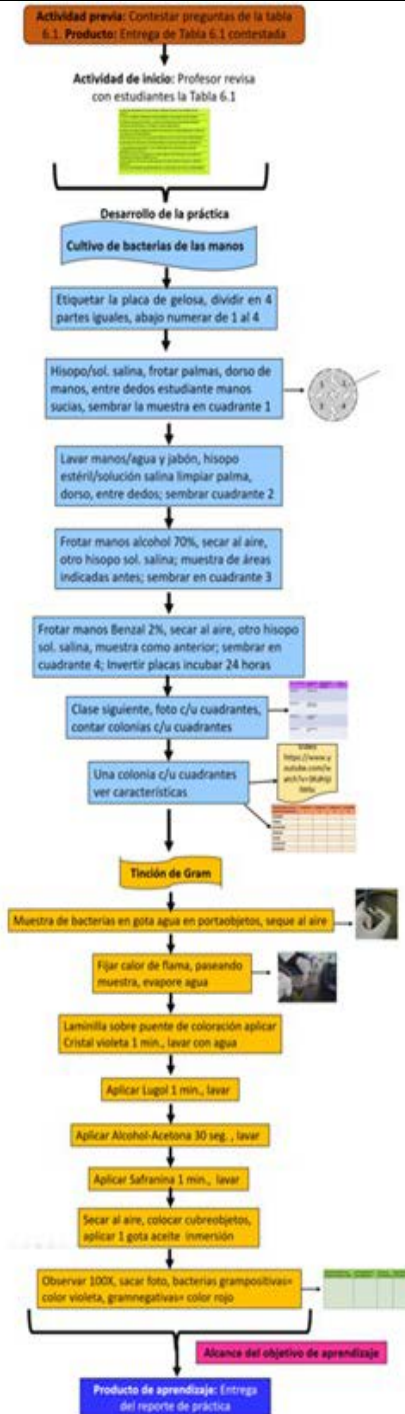 Actividad previa: Contestar preguntas de la tabla
6.1. Producto: Entrega de Tabla 6.1 contestada
Actividad de inicio: Profesor revisa
con estudiantes la Tabla 6.1
Desarrollo de la práctica
Cultivo de bacterias de las manos
Etiquetar la placa de gelosa, dividir en 4
partes iguales, abajo numerar de 1 al 4
Hisopo/sol. salina, frotar palmas, dorso de
manos, entre dedos estudiante manos
sucias, sembrar la muestra en cuadrante 1
Lavar manos/agua y jabón, hisopo
estéril/solución salina limpiar palma,
dorso, entre dedos; sembrar cuadrante 2
Frotar manos alcohol 70%, secar al aire,
otro hisopo sol. salina; muestra de áreas
indicadas antes; sembrar en cuadrante 3
Frotar manos Benzal 2%, secar al aire, otro hisopo
sol. salina, muestra como anterior; sembrar en
cuadrante 4; Invertir placas incubar 24 horas
Clase siguiente, foto c/u cuadrantes,
contar colonias c/u cuadrantes
Una colonia c/u cuadrantes
ver características
https://www.y
Tinción de Gram
Muestra de bacterias en gota agua en portaobjetos, seque al aire
Fijar calor de flama, paseando
muestra, evapore agua
Laminilla sobre puente de coloración aplicar
Cristal violeta 1 min., lavar con agua
Aplicar Lugol 1 min., lavar
Aplicar Alcohol-Acetona 30 seg. , lavar
Aplicar Safranina 1 min., lavar
Secar al aire, colocar cubreobjetos,
aplicar 1 gota aceite inmersión
Observar 100X, sacar foto, bacterias grampositivas=
color violeta, gramnegativas= color rojo
Alcance del objetivo de aprendizaje
Producto de aprendizaje: Entrega
del reporte de práctica